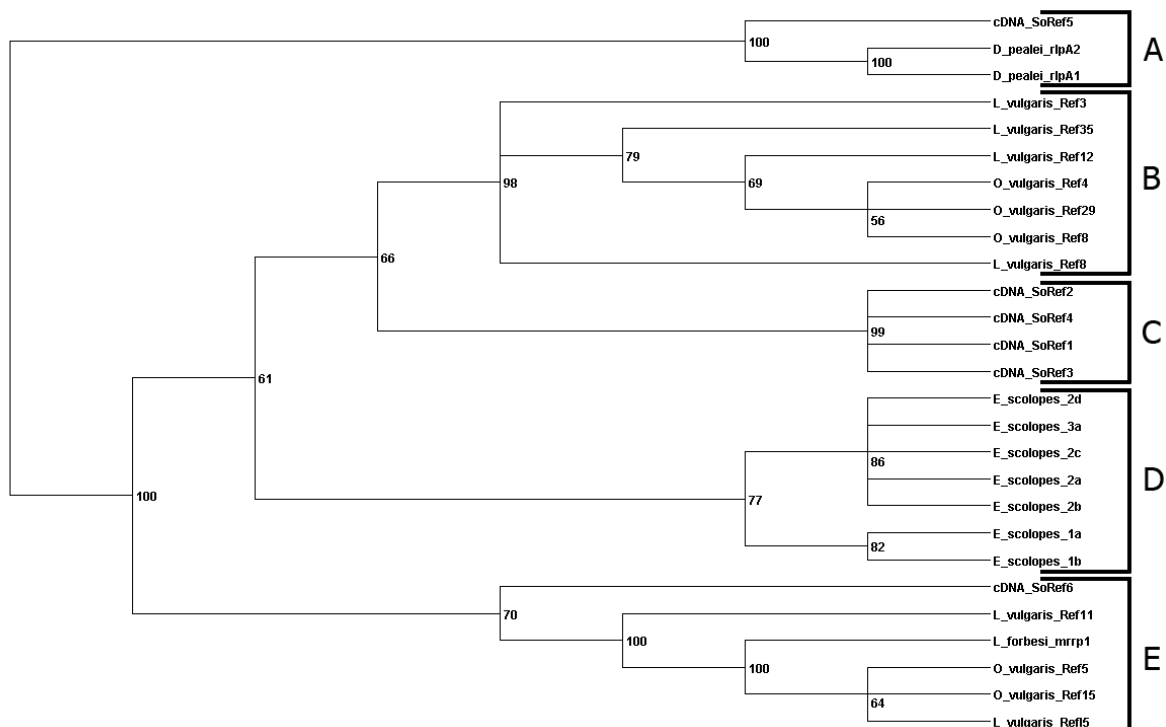 cDNA_SoRef5
A
100
D_pealei_rlpA2
100
D_pealei_rlpA1
L_vulgaris_Ref3
L_vulgaris_Ref35
79
L_vulgaris_Ref12
B
98
69
O_vulgaris_Ref4
O_vulgaris_Ref29
56
O_vulgaris_Ref8
66
L_vulgaris_Ref8
cDNA_SoRef2
cDNA_SoRef4
99
C
cDNA_SoRef1
cDNA_SoRef3
61
E_scolopes_2d
E_scolopes_3a
E_scolopes_2c
86
D
E_scolopes_2a
100
77
E_scolopes_2b
E_scolopes_1a
82
E_scolopes_1b
cDNA_SoRef6
70
L_vulgaris_Ref11
100
L_forbesi_mrrp1
E
100
O_vulgaris_Ref5
O_vulgaris_Ref15
64
L_vulgaris_Refl5